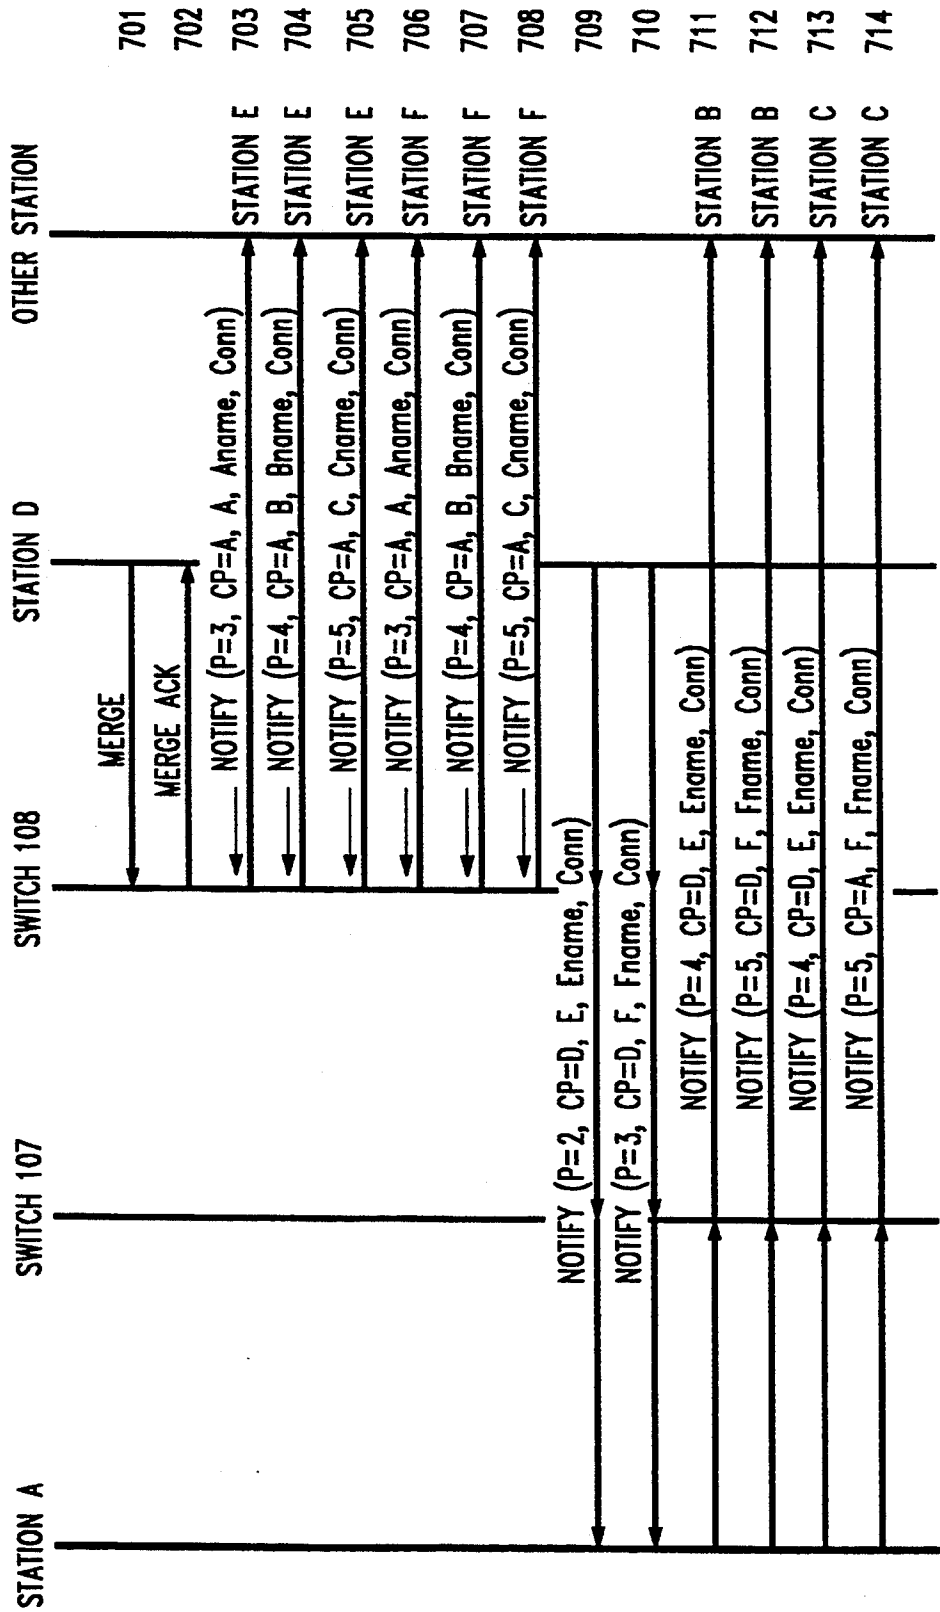 STATION A
SWITCH 107
SWITCH 108
STATION D
OTHER STATION
MERGE
701
MERGE ACK
702
NOTIFY (P=3, CP=A, A, Aname, Conn)
STATION E
703
NOTIFY (P=4, CP=A, B, Bname, Conn)
STATION E
704
NOTIFY (P=5, CP=A, C, Cname, Conn)
STATION E
705
NOTIFY (P=3, CP=A, A, Aname, Conn)
STATION F
706
NOTIFY (P=4, CP=A, B, Bname, Conn)
STATION F
707
NOTIFY (P=5, CP=A, C, Cname, Conn)
STATION F
708
NOTIFY (P=2, CP=D, E, Ename, Conn)
709
NOTIFY (P=3, CP=D, F, Fname, Conn)
710
NOTIFY (P=4, CP=D, E, Ename, Conn)
STATION B
711
NOTIFY (P=5, CP=D, F, Fname, Conn)
STATION B
712
NOTIFY (P=4, CP=D, E, Ename, Conn)
STATION C
713
NOTIFY (P=5, CP=A, F, Fname, Conn)
STATION C
714